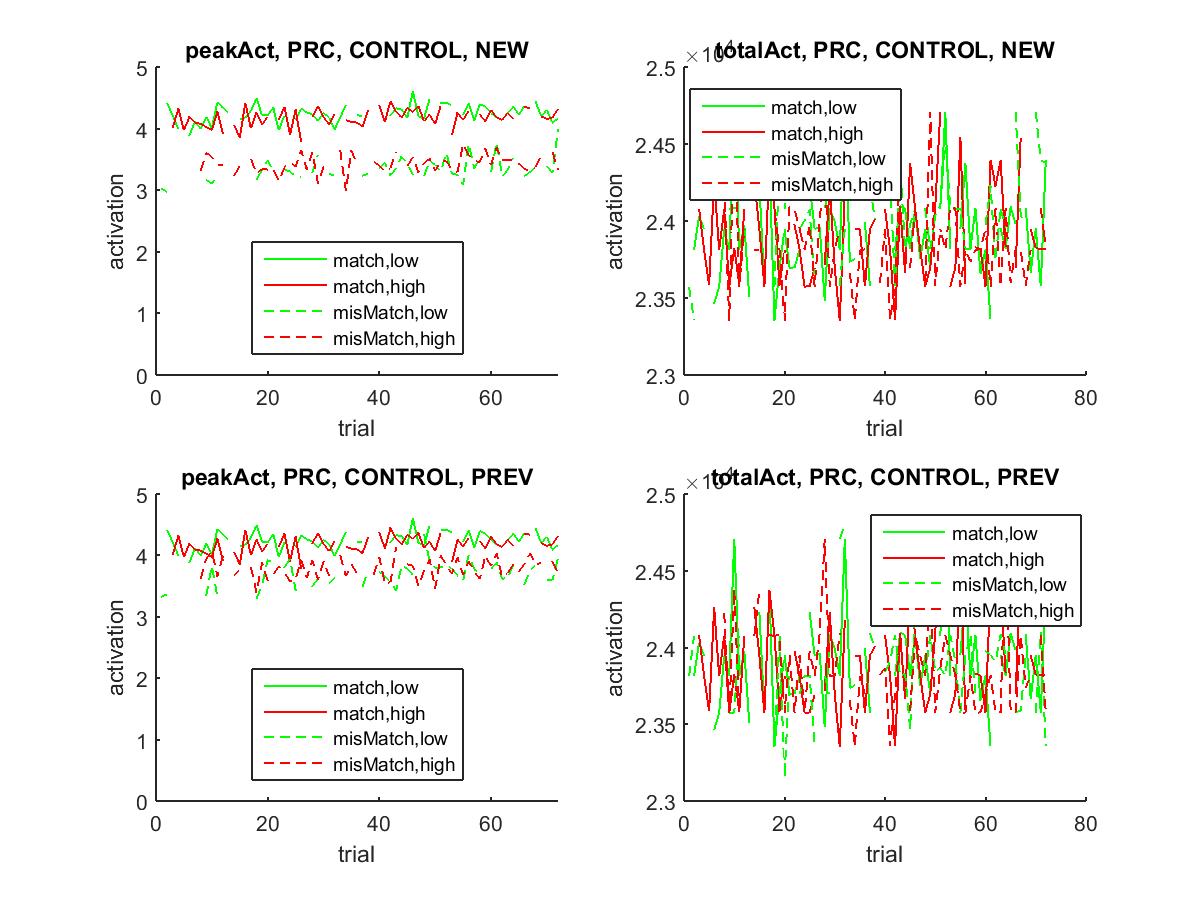 peakAct, PRC, CONTROL, NEW
5
4
3
2
1
0
activation
match,low
match,high
misMatch,low
misMatch,high
0 20 40 60
trial
totalAct, PRC, CONTROL, NEW
×10⁴
2.5
2.45
2.4
2.35
2.3
activation
match,low
match,high
misMatch,low
misMatch,high
0 20 40 60 80
trial
peakAct, PRC, CONTROL, PREV
5
4
3
2
1
0
activation
match,low
match,high
misMatch,low
misMatch,high
0 20 40 60
trial
totalAct, PRC, CONTROL, PREV
×10⁴
2.5
2.45
2.4
2.35
2.3
activation
match,low
match,high
misMatch,low
misMatch,high
0 20 40 60 80
trial